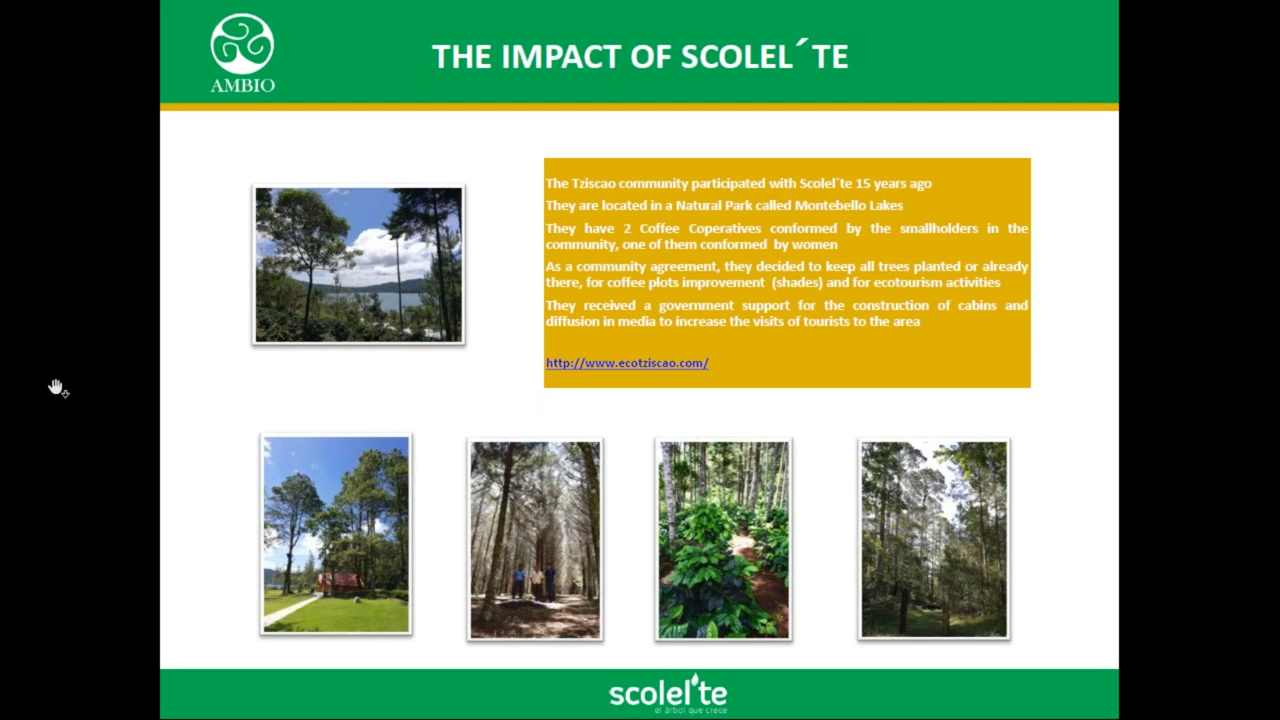 AMBIO
THE IMPACT OF SCOLEL´TE
The Tziscao community participated with Scolel´te 15 years ago
They are located in a Natural Park called Montebello Lakes
They have 2 Coffee Coperatives conformed by the smallholders in the
community, one of them conformed by women
As a community agreement, they decided to keep all trees planted or already
there, for coffee plots improvement (shades) and for ecotourism activities
They received a government support for the construction of cabins and
diffusion in media to increase the visits of tourists to the area
http://www.ecotziscao.com/
scolel'te
el árbol que crece